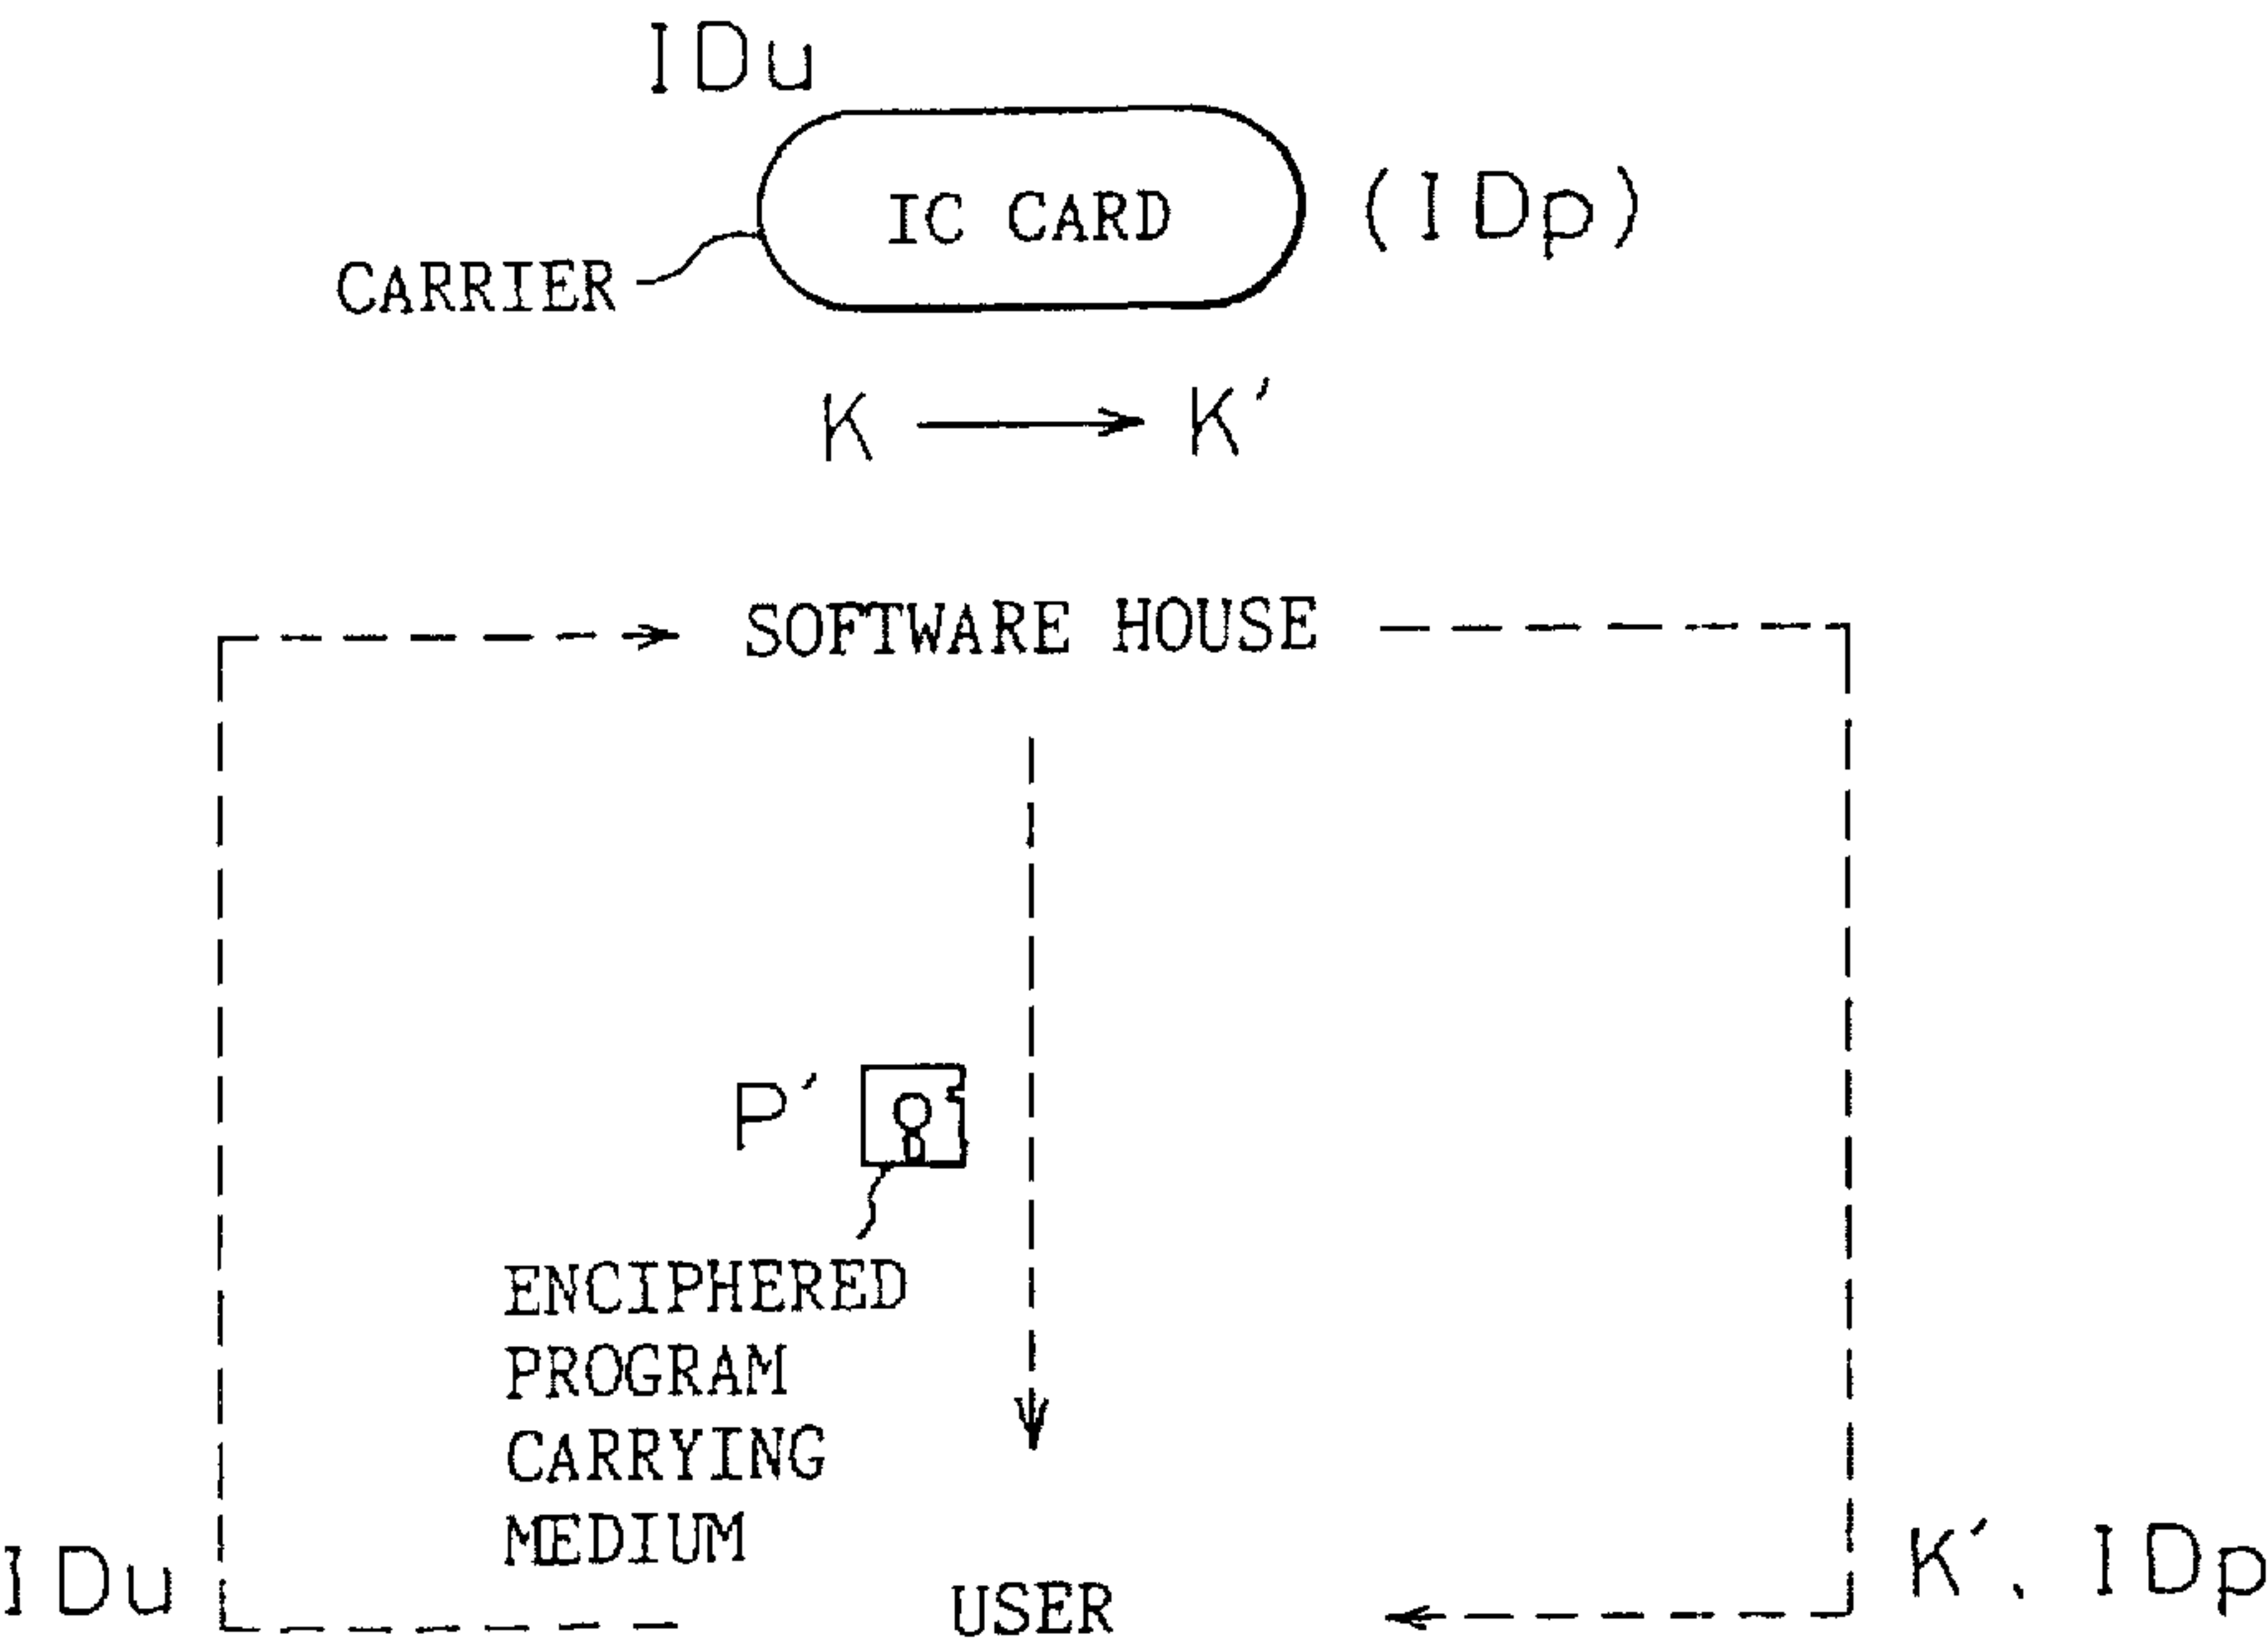 IDu
IC CARD
(IDp)
CARRIER
K → K′
SOFTWARE HOUSE
P′
ENCIPHERED
PROGRAM
CARRYING
MEDIUM
IDu
USER
K′、IDp